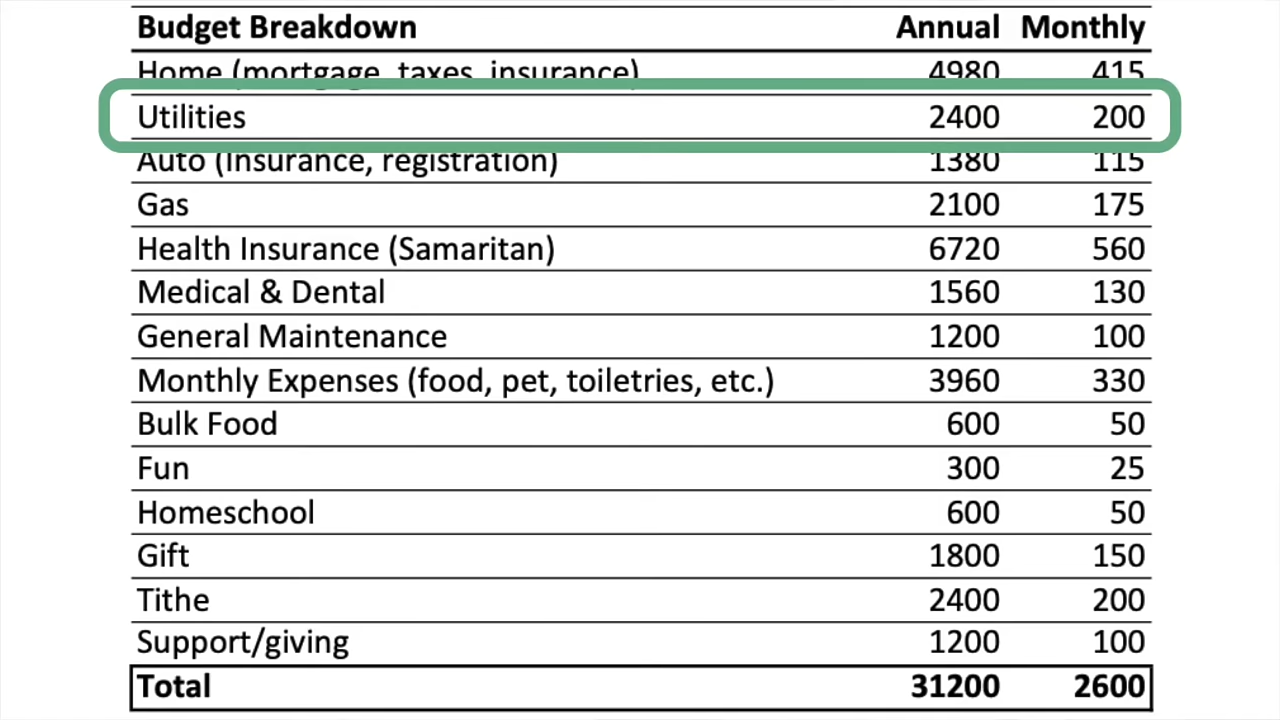 Budget Breakdown Annual Monthly
Home (mortgage, taxes, insurance) 4980 415
Utilities 2400 200
Auto (Insurance, registration) 1380 115
Gas 2100 175
Health Insurance (Samaritan) 6720 560
Medical & Dental 1560 130
General Maintenance 1200 100
Monthly Expenses (food, pet, toiletries, etc.) 3960 330
Bulk Food 600 50
Fun 300 25
Homeschool 600 50
Gift 1800 150
Tithe 2400 200
Support/giving 1200 100
Total 31200 2600